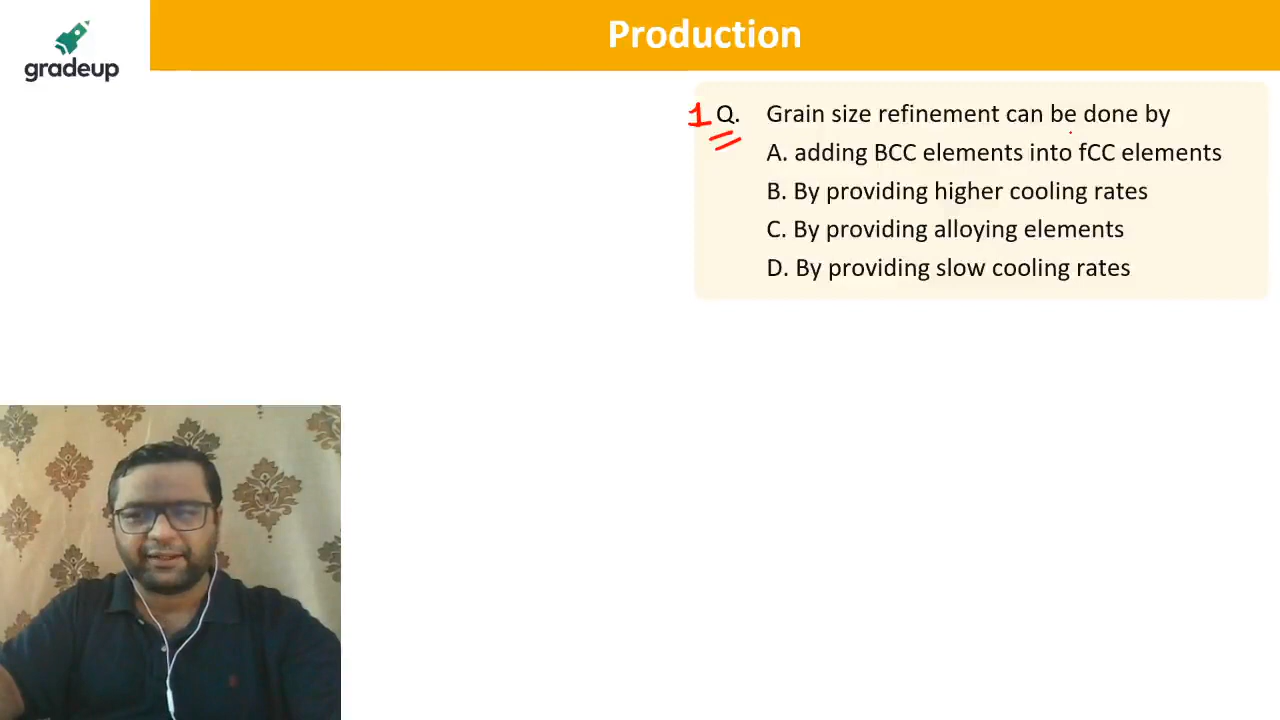 gradeup
Production
1 Q. Grain size refinement can be done by
A. adding BCC elements into fCC elements
B. By providing higher cooling rates
C. By providing alloying elements
D. By providing slow cooling rates